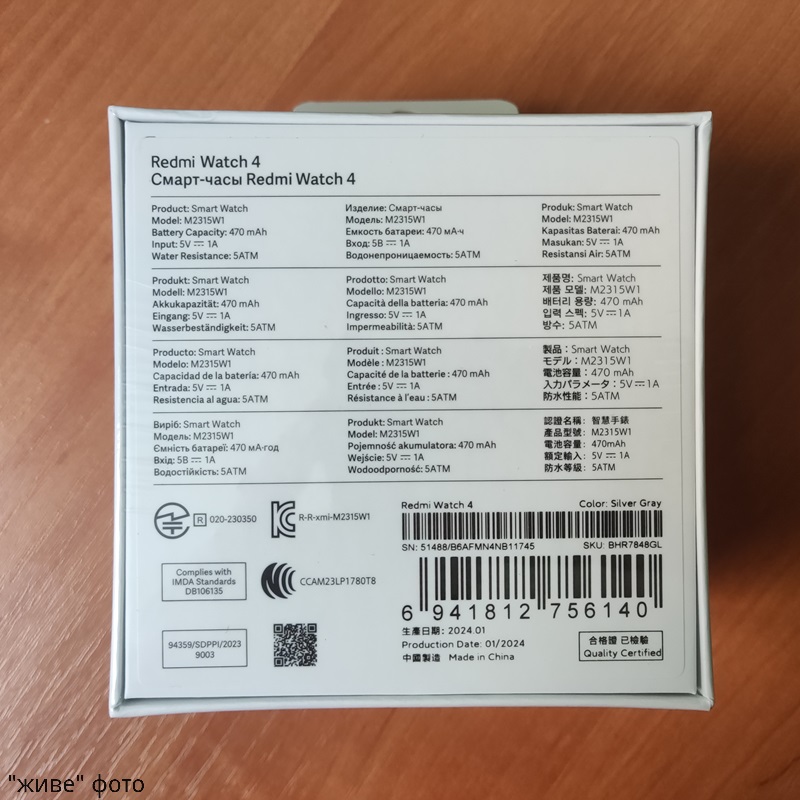 Redmi Watch 4
Смарт-часы Redmi Watch 4
Product: Smart Watch
Model: M2315W1
Battery Capacity: 470 mAh
Input: 5V ⎓ 1A
Water Resistance: 5ATM
Изделие: Смарт-часы
Модель: M2315W1
Емкость батареи: 470 мА·ч
Вход: 5В ⎓ 1A
Водонепроницаемость: 5ATM
Produk: Smart Watch
Model: M2315W1
Kapasitas Baterai: 470 mAh
Masukan: 5V ⎓ 1A
Resistansi Air: 5ATM
Produkt: Smart Watch
Modell: M2315W1
Akkukapazität: 470 mAh
Eingang: 5V ⎓ 1A
Wasserbeständigkeit: 5ATM
Prodotto: Smart Watch
Modello: M2315W1
Capacità della batteria: 470 mAh
Ingresso: 5V ⎓ 1A
Impermeabilità: 5ATM
제품명: Smart Watch
제품 모델: M2315W1
배터리 용량: 470 mAh
입력 스펙: 5V ⎓ 1A
방수: 5ATM
Producto: Smart Watch
Modelo: M2315W1
Capacidad de la batería: 470 mAh
Entrada: 5V ⎓ 1A
Resistencia al agua: 5ATM
Produit : Smart Watch
Modèle : M2315W1
Capacité de la batterie : 470 mAh
Entrée : 5V ⎓ 1A
Résistance à l'eau : 5ATM
製品：Smart Watch
モデル：M2315W1
電池容量：470 mAh
入力パラメータ：5V ⎓ 1A
防水性能：5ATM
Виріб: Smart Watch
Модель: M2315W1
Ємність батареї: 470 мА·год
Вхід: 5В ⎓ 1A
Водостійкість: 5ATM
Produkt: Smart Watch
Model: M2315W1
Pojemność akumulatora: 470 mAh
Wejście: 5V ⎓ 1A
Wodoodporność: 5ATM
認證名稱：智慧手錶
產品型號：M2315W1
電池容量：470mAh
額定輸入：5V ⎓ 1A
防水等級：5ATM
R 020-230350
R-R-xmi-M2315W1
Complies with
IMDA Standards
DB106135
CCAM23LP1780T8
94359/SDPPI/2023
9003
Redmi Watch 4 Color: Silver Gray
SN: 51488/B6AFMN4NB11745 SKU: BHR7848GL
6 941812 756140
生產日期: 2024.01
Production Date: 01/2024
中國製造 Made in China
合格證 已檢驗
Quality Certified
"живе" фото